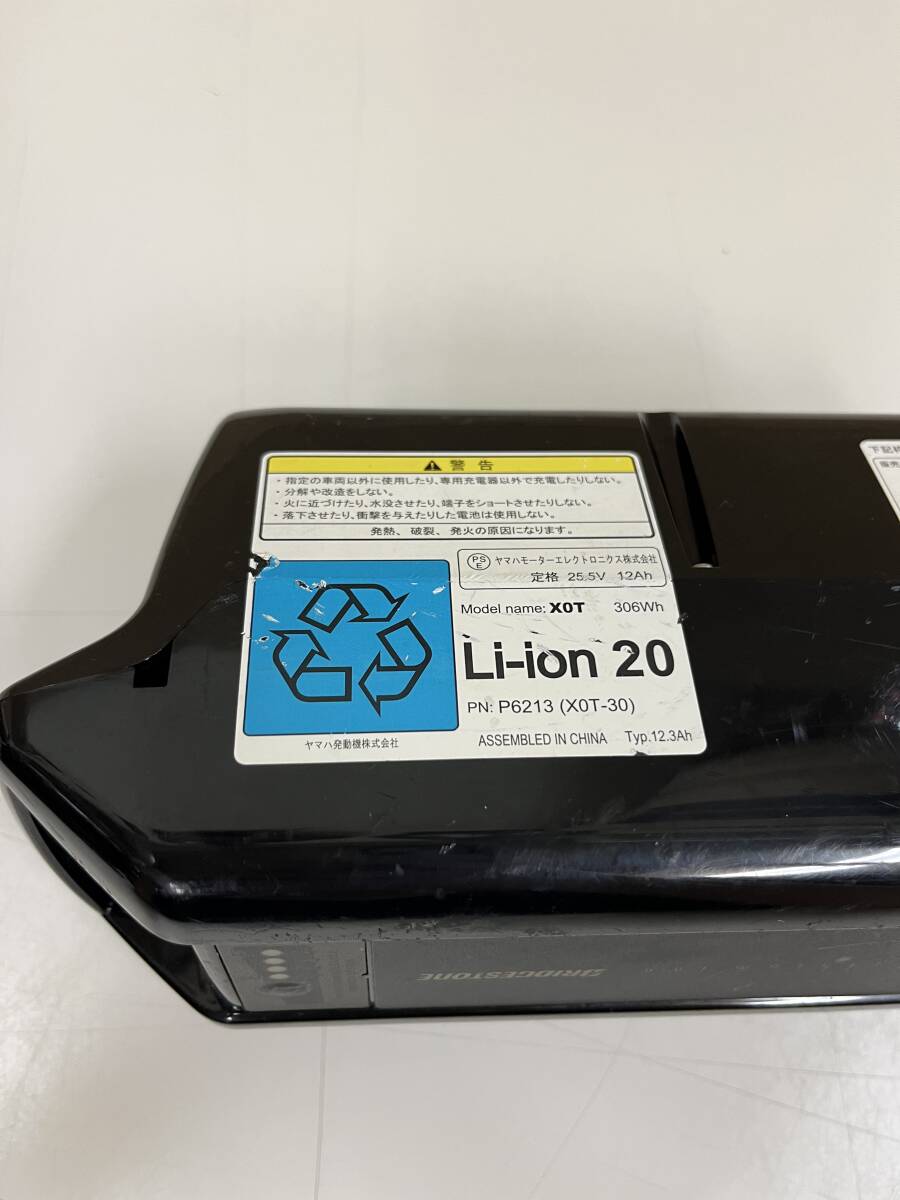 警告
・指定の車両以外に使用したり、専用充電器以外で充電したりしない。
・分解や改造をしない。
・火に近づけたり、水没させたり、端子をショートさせたりしない。
・落下させたり、衝撃を与えたりした電池は使用しない。
発熱、破裂、発火の原因になります。
PSE ヤマハモーターエレクトロニクス株式会社
定格 25.5V 12Ah
Model name: X0T 306Wh
Li-ion 20
PN: P6213 (X0T-30)
ヤマハ発動機株式会社
ASSEMBLED IN CHINA Typ.12.3Ah
下記
販売
BRIDGESTONE